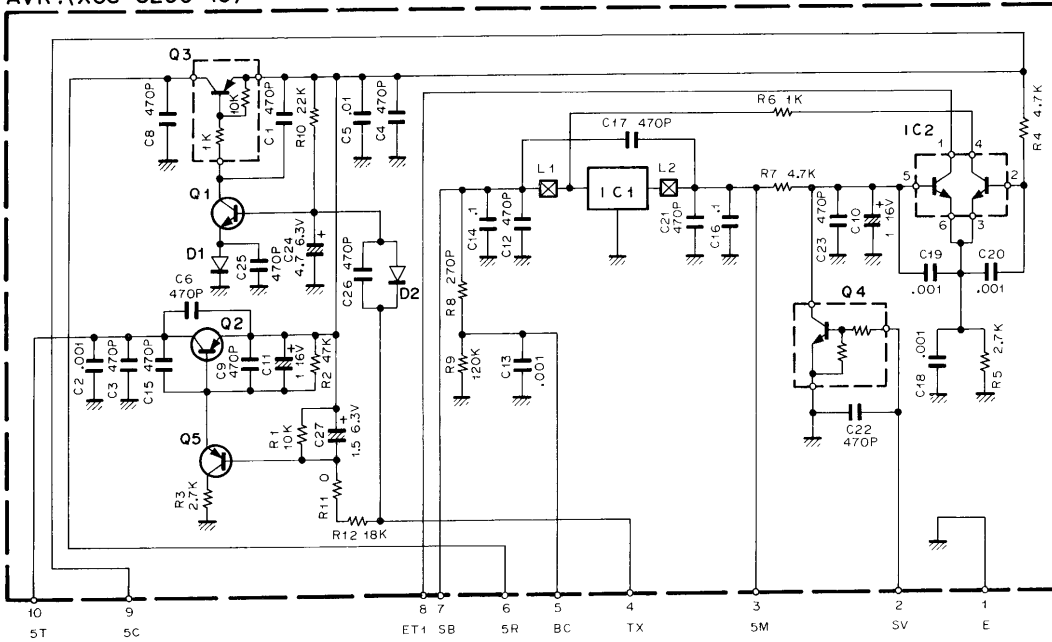 Q3
C8 470P
10K
1K
C1 470P
R10 22K
C5 .01
C4 470P
Q1
D1
C25 470P
C24 4.7 6.3V
+
C26 470P
D2
C6 470P
Q2
C2 .001
C3 470P
C15 470P
C9 470P
C11 1 16V
+
R2 47K
Q5
R3 2.7K
R1 10K
C27 1.5 6.3V
+
R11 0
R12 18K
R6 1K
C17 470P
L1
IC1
L2
C14 .1
C12 470P
C21 470P
C16 .1
R7 4.7K
R8 270P
R9 120K
C13 .001
C23 470P
C10 1 16V
+
IC2
1
4
5
2
6
3
R4 4.7K
C19 .001
C20 .001
Q4
C22 470P
C18 .001
R5 2.7K
10
9
8
7
6
5
4
3
2
1
5T
5C
ET1
SB
5R
BC
TX
5M
SV
E